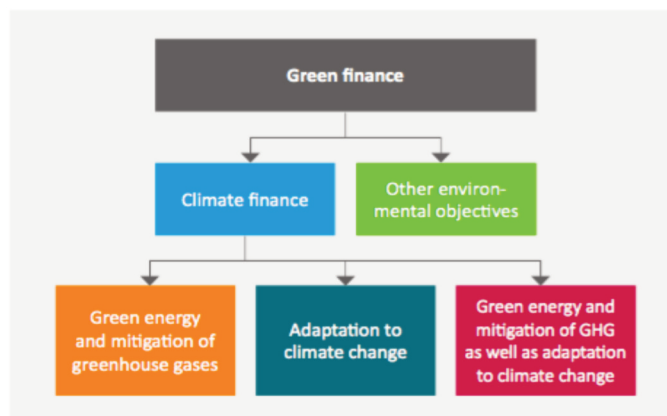 Green finance
Climate finance
Other environ-
mental objectives
Green energy
and mitigation of
greenhouse gases
Adaptation to
climate change
Green energy and
mitigation of GHG
as well as adaptation
to climate change